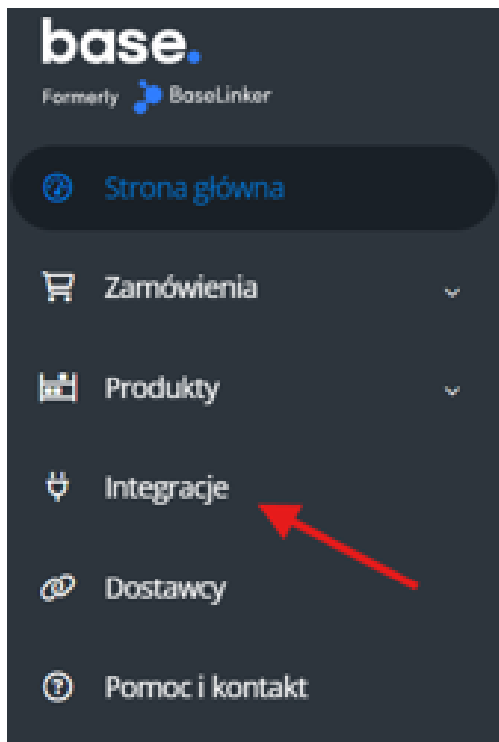 base.
Formerly BaseLinker
Strona główna
Zamówienia
Produkty
Integracje
Dostawcy
Pomoc i kontakt